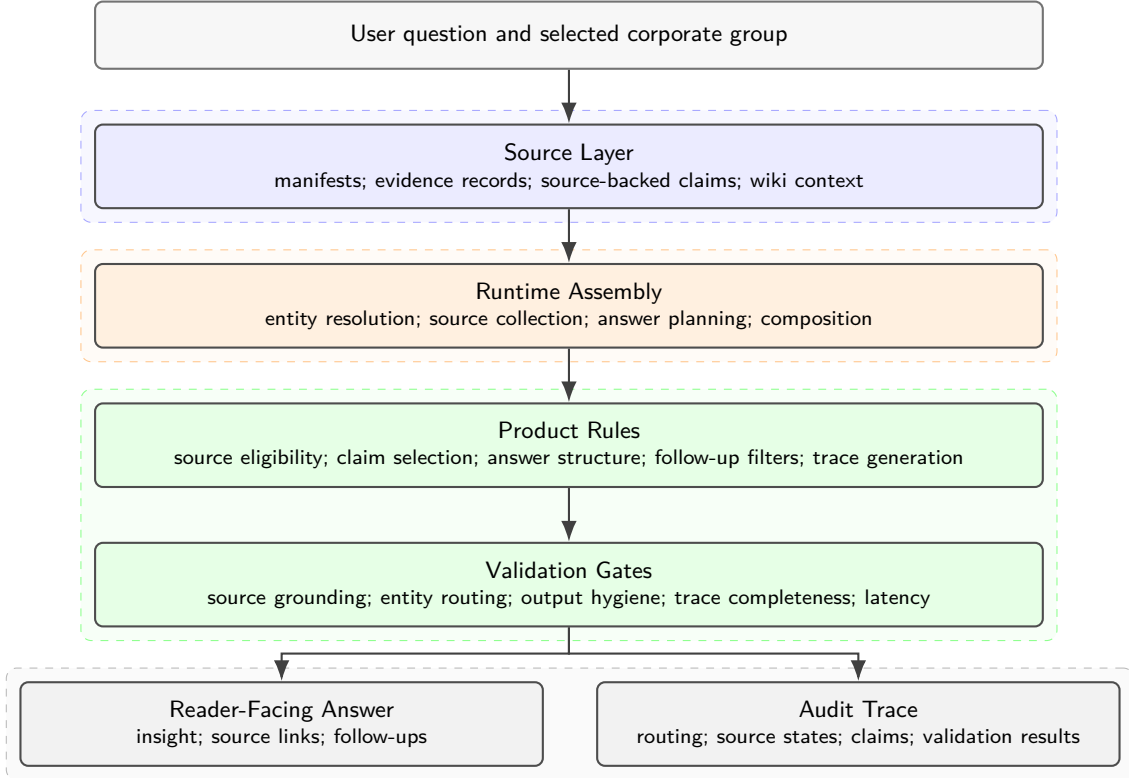 User question and selected corporate group
Source Layer
manifests; evidence records; source-backed claims; wiki context
Runtime Assembly
entity resolution; source collection; answer planning; composition
Product Rules
source eligibility; claim selection; answer structure; follow-up filters; trace generation
Validation Gates
source grounding; entity routing; output hygiene; trace completeness; latency
Reader-Facing Answer
insight; source links; follow-ups
Audit Trace
routing; source states; claims; validation results